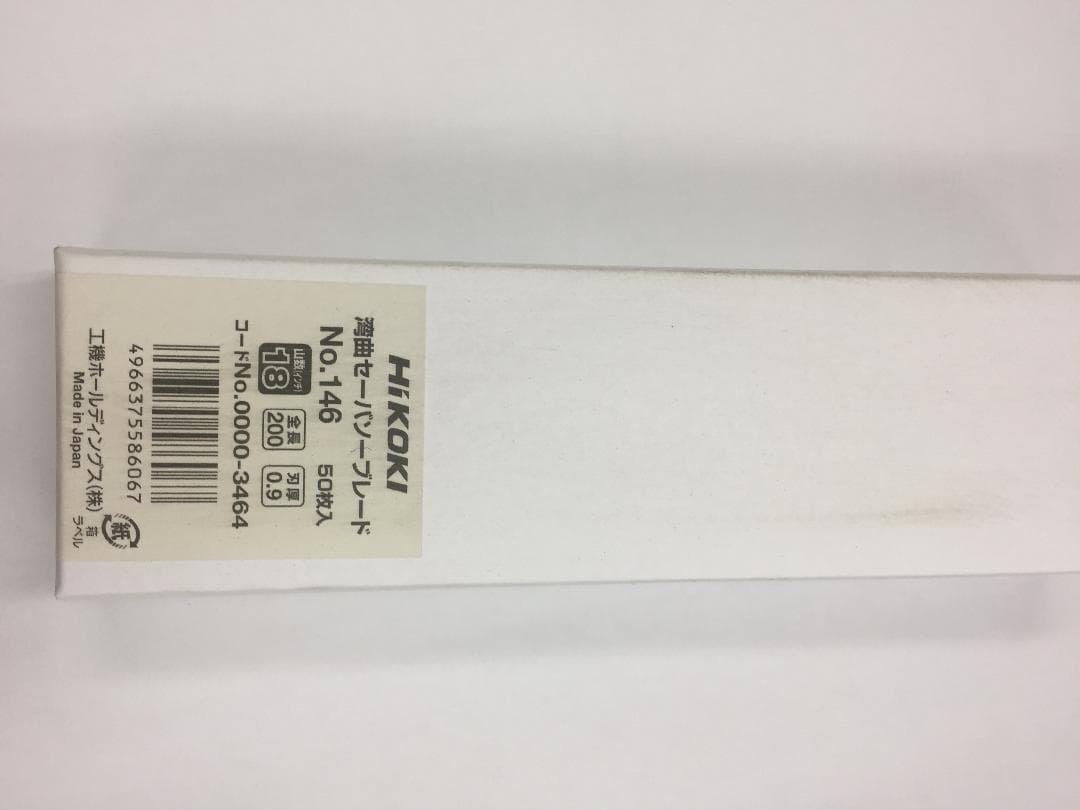 HiKOKI
湾曲セーバソーブレード
No.146 50枚入
山数(インチ) 18 全長 200 刃厚 0.9
コードNo.0000-3464
4966375586067
工機ホールディングス(株)
Made in Japan
紙
箱
ラベル